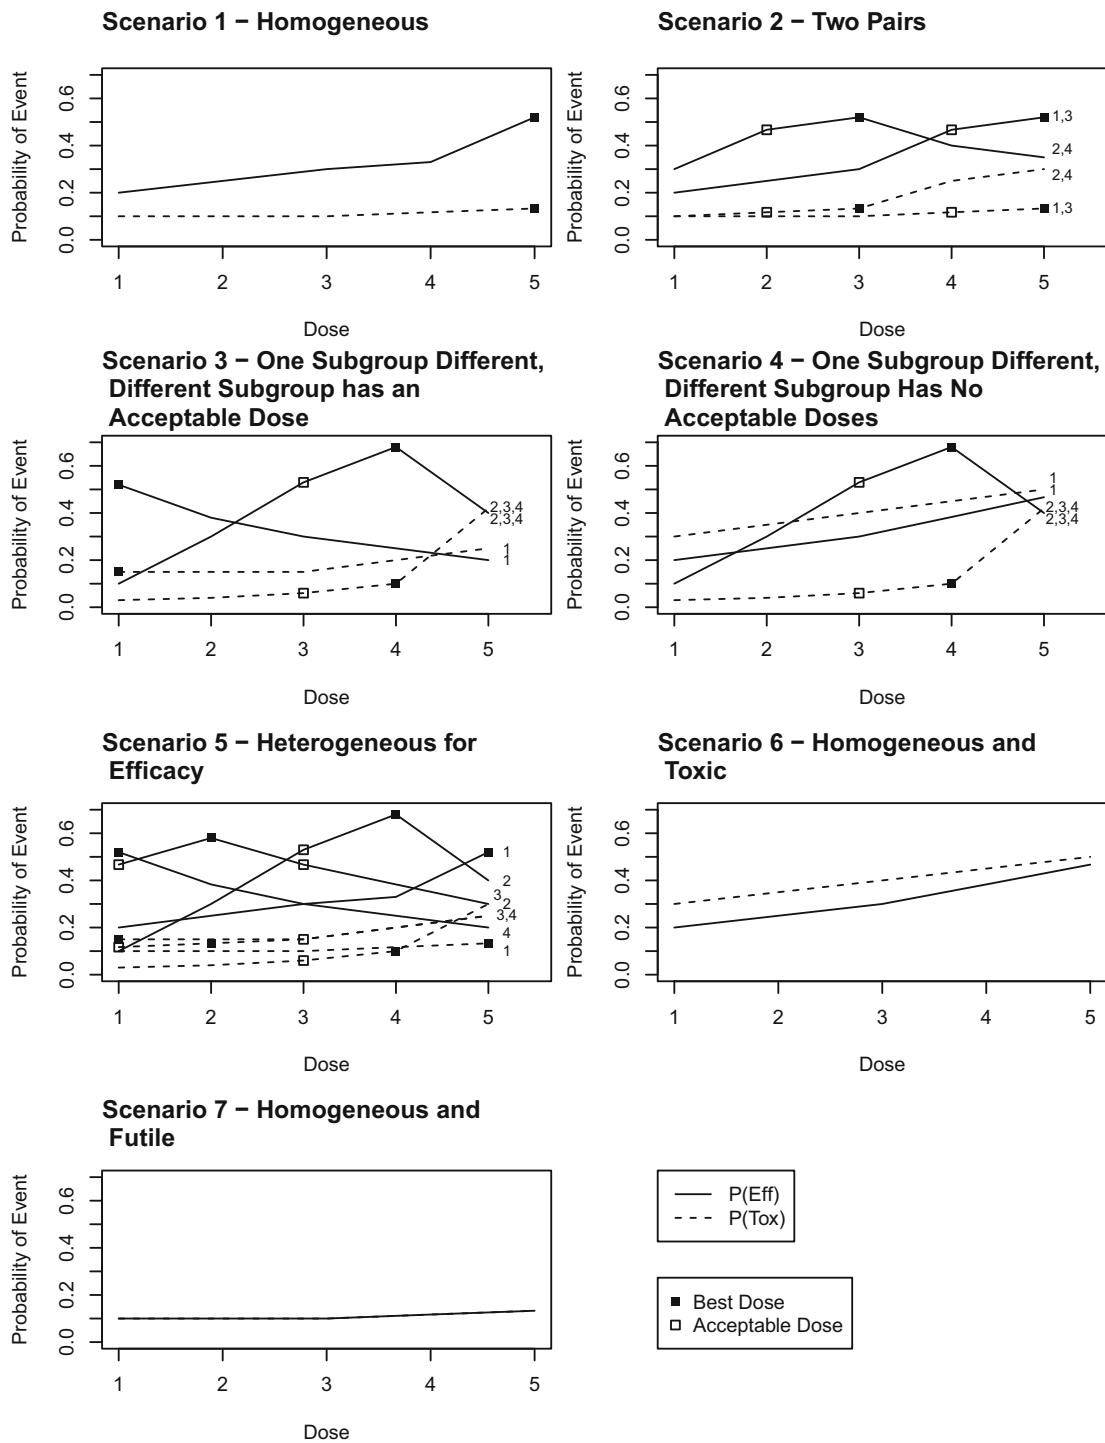 Scenario 1 − Homogeneous
Probability of Event
0.0 0.2 0.4 0.6
1 2 3 4 5
Dose
Scenario 2 − Two Pairs
Probability of Event
0.0 0.2 0.4 0.6
1,3
2,4
2,4
1,3
1 2 3 4 5
Dose
Scenario 3 − One Subgroup Different,
Different Subgroup has an
Acceptable Dose
Probability of Event
0.0 0.2 0.4 0.6
2,3,4
2,3,4
1
1
1 2 3 4 5
Dose
Scenario 4 − One Subgroup Different,
Different Subgroup Has No
Acceptable Doses
Probability of Event
0.0 0.2 0.4 0.6
1
1
2,3,4
2,3,4
1 2 3 4 5
Dose
Scenario 5 − Heterogeneous for
Efficacy
Probability of Event
0.0 0.2 0.4 0.6
1
2
3
2
3,4
4
1
1 2 3 4 5
Dose
Scenario 6 − Homogeneous and
Toxic
Probability of Event
0.0 0.2 0.4 0.6
1 2 3 4 5
Dose
Scenario 7 − Homogeneous and
Futile
Probability of Event
0.0 0.2 0.4 0.6
1 2 3 4 5
Dose
P(Eff)
P(Tox)
Best Dose
Acceptable Dose